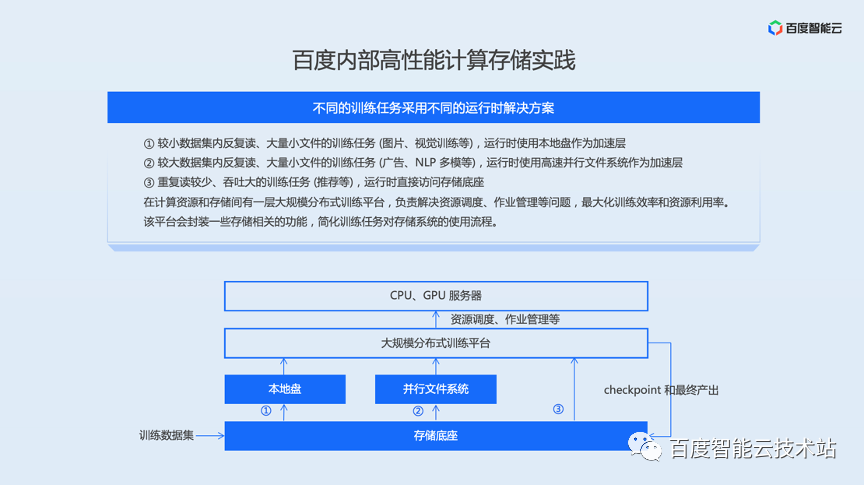 百度智能云
百度内部高性能计算存储实践
不同的训练任务采用不同的运行时解决方案
① 较小数据集内反复读、大量小文件的训练任务 (图片、视觉训练等)，运行时使用本地盘作为加速层
② 较大数据集内反复读、大量小文件的训练任务 (广告、NLP 多模等)，运行时使用高速并行文件系统作为加速层
③ 重复读较少、吞吐大的训练任务 (推荐等)，运行时直接访问存储底座
在计算资源和存储间有一层大规模分布式训练平台，负责解决资源调度、作业管理等问题，最大化训练效率和资源利用率。
该平台会封装一些存储相关的功能，简化训练任务对存储系统的使用流程。
CPU、GPU 服务器
资源调度、作业管理等
大规模分布式训练平台
本地盘
并行文件系统
checkpoint 和最终产出
①
②
③
训练数据集
存储底座
百度智能云技术站